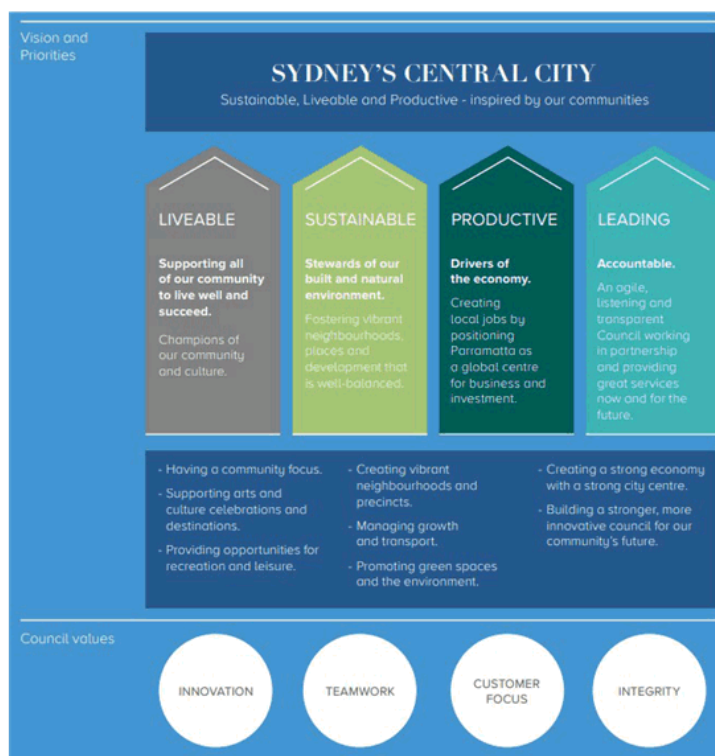 Vision and
Priorities
SYDNEY'S CENTRAL CITY
Sustainable, Liveable and Productive - inspired by our communities
LIVEABLE
Supporting all
of our community
to live well and
succeed.
Champions of
our community
and culture.
SUSTAINABLE
Stewards of our
built and natural
environment.
Fostering vibrant
neighbourhoods,
places and
development that
is well-balanced.
PRODUCTIVE
Drivers of
the economy.
Creating
local jobs by
positioning
Parramatta as
a global centre
for business and
investment.
LEADING
Accountable.
An agile,
listening and
transparent
Council working
in partnership
and providing
great services
now and for the
future.
- Having a community focus.
- Supporting arts and
culture celebrations and
destinations.
- Providing opportunities for
recreation and leisure.
- Creating vibrant
neighbourhoods and
precincts.
- Managing growth
and transport.
- Promoting green spaces
and the environment.
- Creating a strong economy
with a strong city centre.
- Building a stronger, more
innovative council for our
community's future.
Council values
INNOVATION
TEAMWORK
CUSTOMER
FOCUS
INTEGRITY